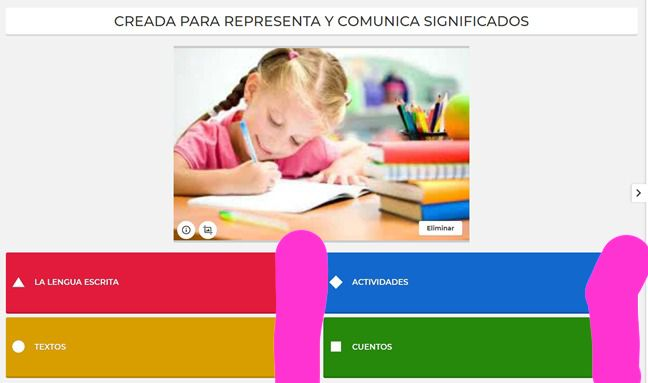 CREADA PARA REPRESENTA Y COMUNICA SIGNIFICADOS
Eliminar
LA LENGUA ESCRITA
ACTIVIDADES
TEXTOS
CUENTOS